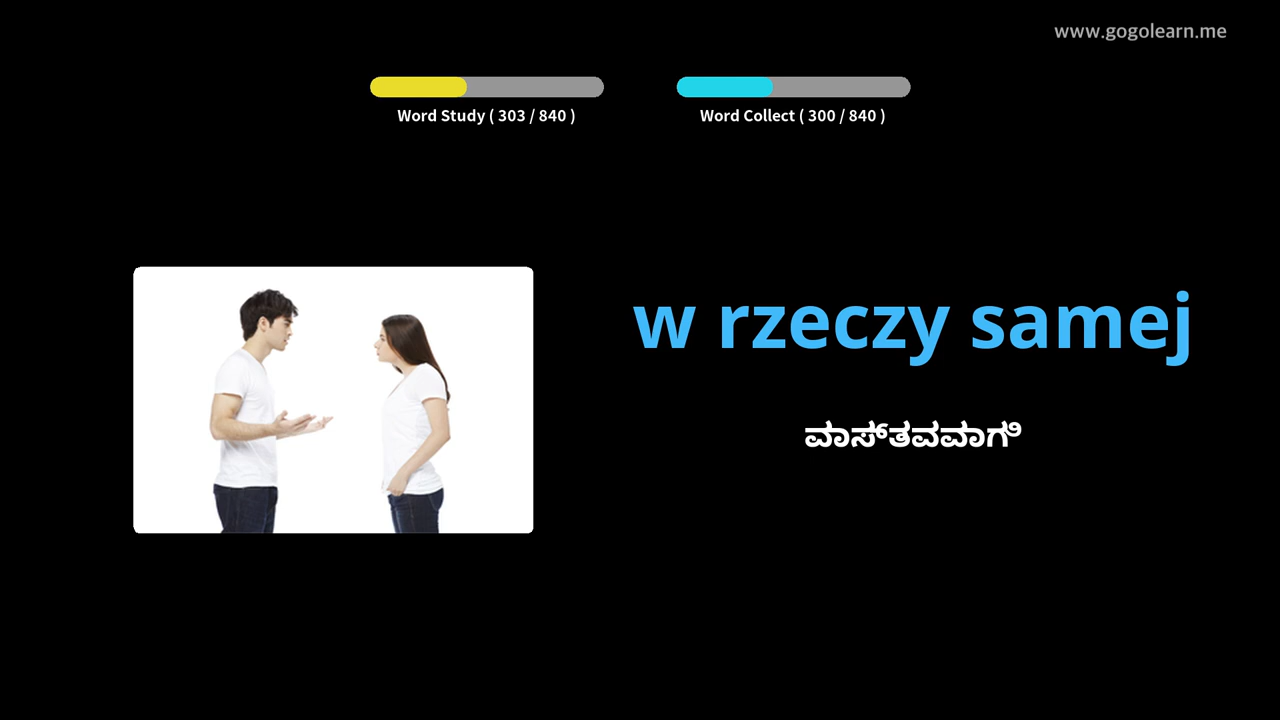 www.gogolearn.me
Word Study ( 303 / 840 )
Word Collect ( 300 / 840 )
w rzeczy samej
ವಾಸ್ತವವಾಗಿ